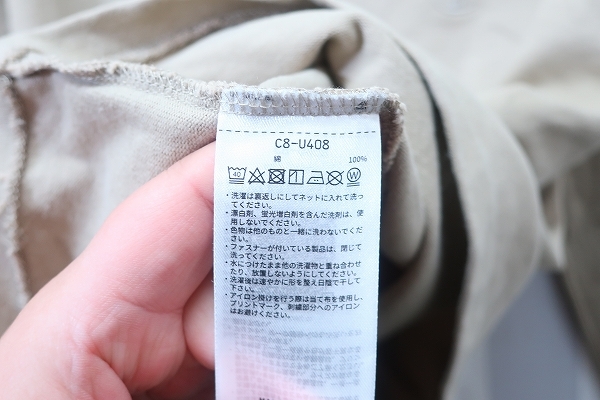 C8-U408
綿 100%
40
・洗濯は裏返しにしてネットに入れて洗っ
てください。
・漂白剤、蛍光増白剤を含んだ洗剤は、使
用しないでください。
・色物は他のものと一緒に洗わないでくだ
さい。
・ファスナーが付いている製品は、閉じて
洗ってください。
・水につけたまま他の洗濯物と重ね合わせ
たり、放置しないようにしてください。
・洗濯後は速やかに形を整え日陰で干して
下さい。
・アイロン掛けを行う際は当て布を使用し、
プリントマーク、刺繍部分へのアイロン
はお避けください。